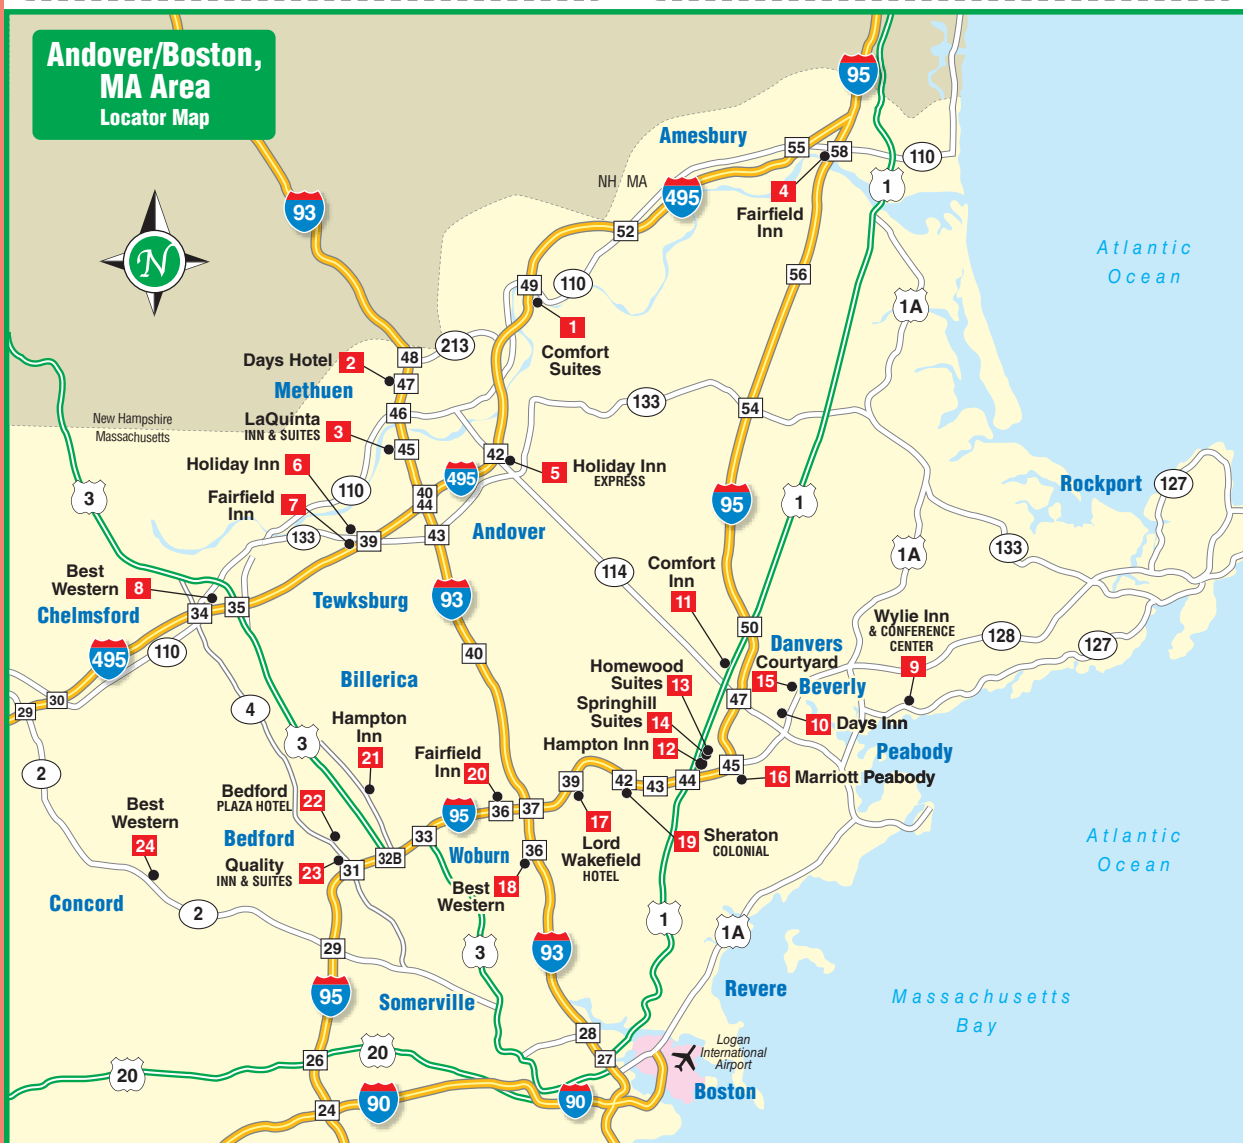 Andover/Boston,
MA Area
Locator Map
N
95
Amesbury
55
58
110
1
NH MA
495
4
Fairfield
Inn
93
52
Atlantic
Ocean
56
49
110
1A
1
Comfort
Suites
213
48
Days Hotel 2
47
Methuen
46
133
54
New Hampshire
Massachusetts
LaQuinta
INN & SUITES 3
45
42
Holiday Inn 6
495
5 Holiday Inn
EXPRESS
Rockport
127
3
110
40
44
95
1
Fairfield
Inn 7
133
39
43
Andover
1A
133
Comfort
Inn
11
114
Best
Western 8
Chelmsford
34
35
Tewksburg
93
Wylie Inn
& CONFERENCE
CENTER
9
50
128
127
495
110
40
Danvers
Courtyard
15
Beverly
Homewood
Suites 13
Billerica
29
30
4
47
Springhill
Suites 14
10 Days Inn
Hampton
Inn
21
3
Hampton Inn 12
Peabody
2
Fairfield
Inn 20
39
42
43
44
45
16 Marriott Peabody
Bedford
PLAZA HOTEL 22
Best
Western
24
95
36
37
17
Lord
Wakefield
HOTEL
19 Sheraton
COLONIAL
Bedford
33
32B
Woburn
36
Atlantic
Ocean
Quality
INN & SUITES 23
31
Best 18
Western
Concord
2
1
1A
29
3
93
95
Somerville
Revere
Massachusetts
Bay
28
20
26
20
27
Logan
International
Airport
Boston
24
90
90